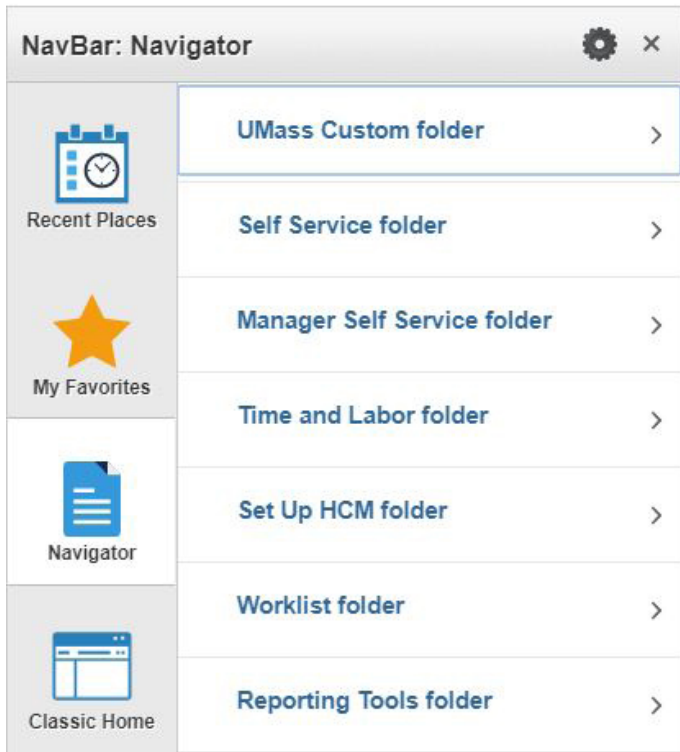 NavBar: Navigator
Recent Places
My Favorites
Navigator
Classic Home
UMass Custom folder
Self Service folder
Manager Self Service folder
Time and Labor folder
Set Up HCM folder
Worklist folder
Reporting Tools folder